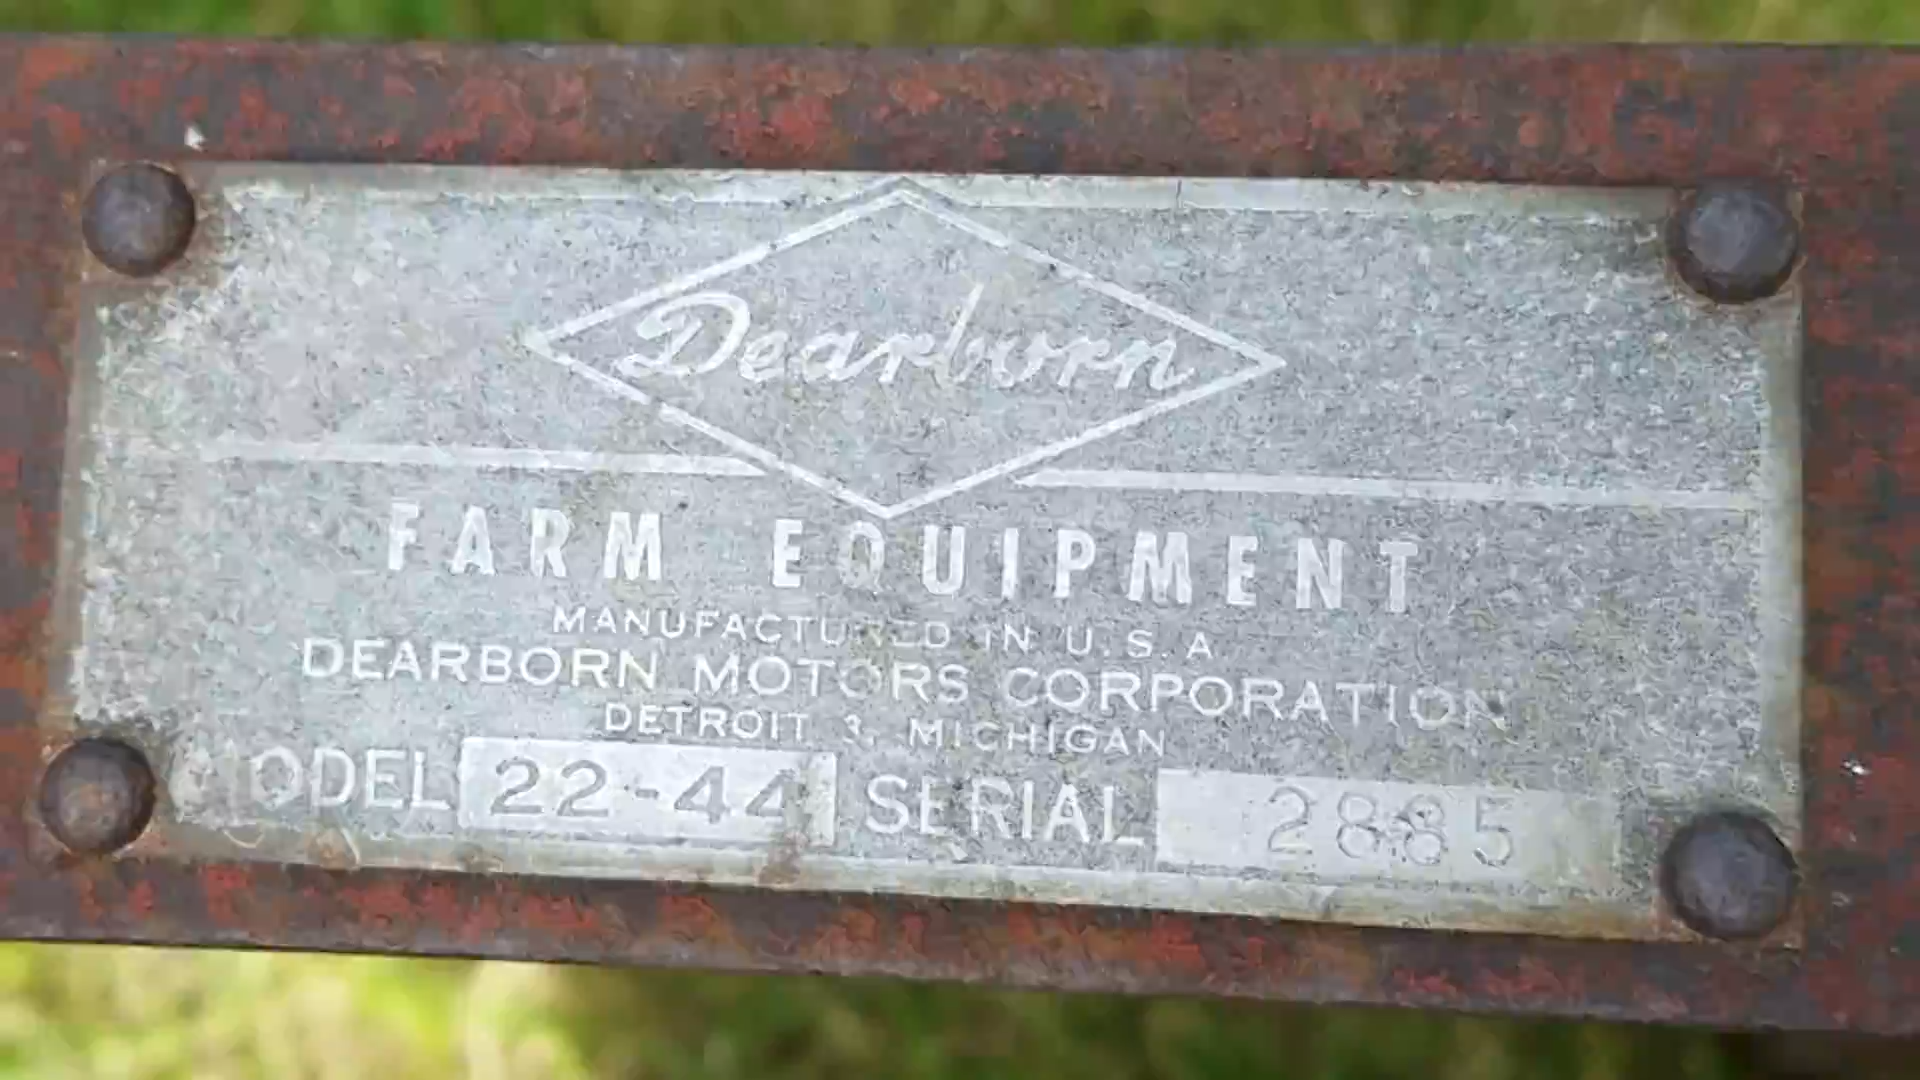 Dearborn
FARM EQUIPMENT
MANUFACTURED IN U.S.A
DEARBORN MOTORS CORPORATION
DETROIT 3, MICHIGAN
MODEL 22-44 SERIAL 2885